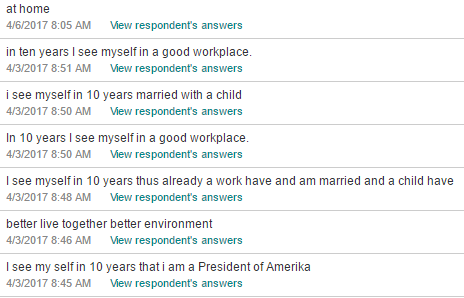 at home
4/6/2017 8:05 AM View respondent's answers
in ten years I see myself in a good workplace.
4/3/2017 8:51 AM View respondent's answers
i see myself in 10 years married with a child
4/3/2017 8:50 AM View respondent's answers
In 10 years I see myself in a good workplace.
4/3/2017 8:50 AM View respondent's answers
I see myself in 10 years thus already a work have and am married and a child have
4/3/2017 8:48 AM View respondent's answers
better live together better environment
4/3/2017 8:46 AM View respondent's answers
I see my self in 10 years that i am a President of Amerika
4/3/2017 8:45 AM View respondent's answers